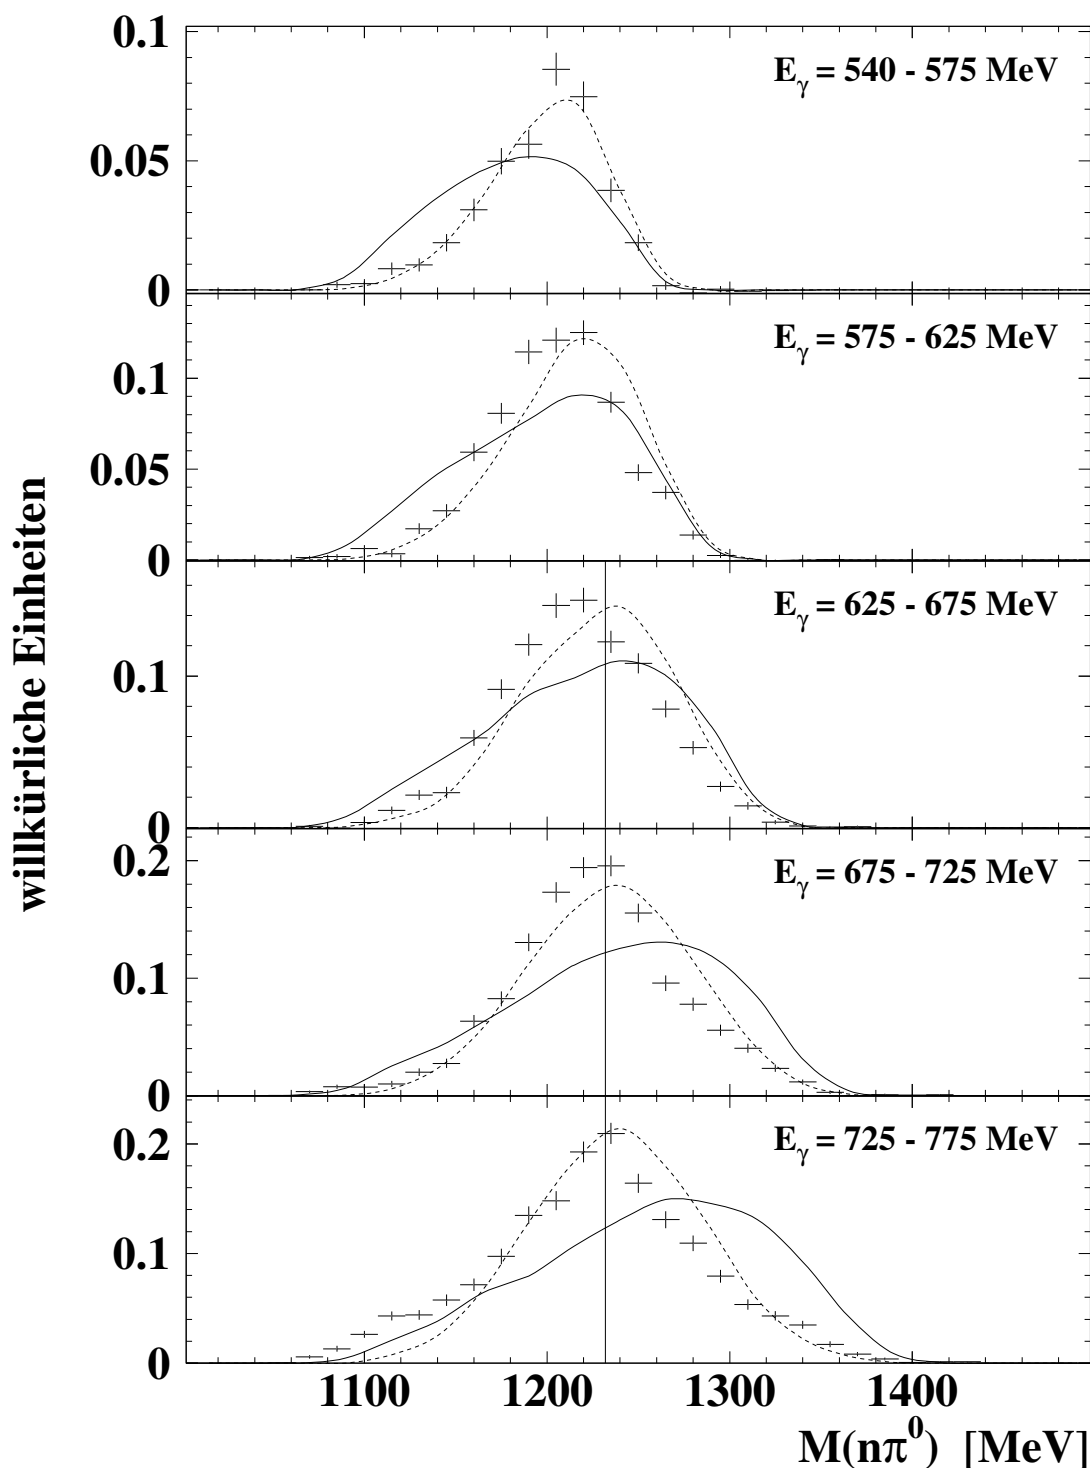 0.1
E_γ = 540 - 575 MeV
0.05
0
E_γ = 575 - 625 MeV
0.1
0.05
0
E_γ = 625 - 675 MeV
0.1
0
0.2
E_γ = 675 - 725 MeV
0.1
0
E_γ = 725 - 775 MeV
0.2
0.1
0
willkürliche Einheiten
1100 1200 1300 1400
M(nπ⁰) [MeV]